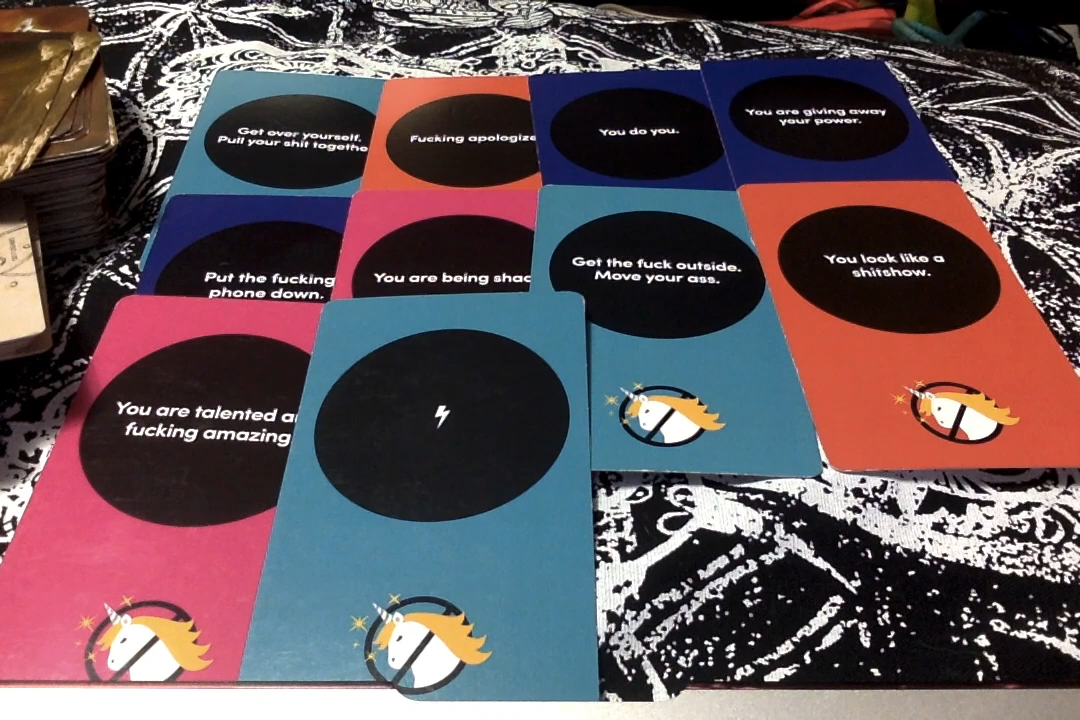 Get over yourself.
Pull your shit togethe
Fucking apologize
You do you.
You are giving away
your power.
Put the fucking
phone down.
You are being shad
Get the fuck outside.
Move your ass.
You look like a
shitshow.
You are talented a
fucking amazing